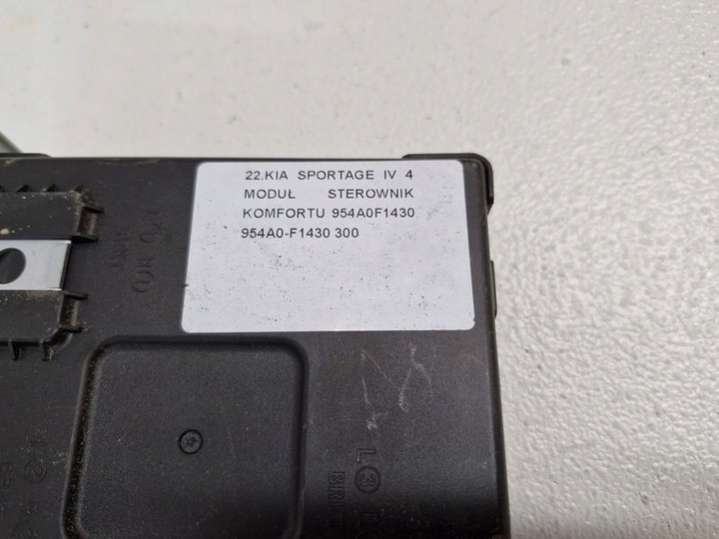 22.KIA SPORTAGE IV 4
MODUŁ STEROWNIK
KOMFORTU 954A0F1430
954A0-F1430 300